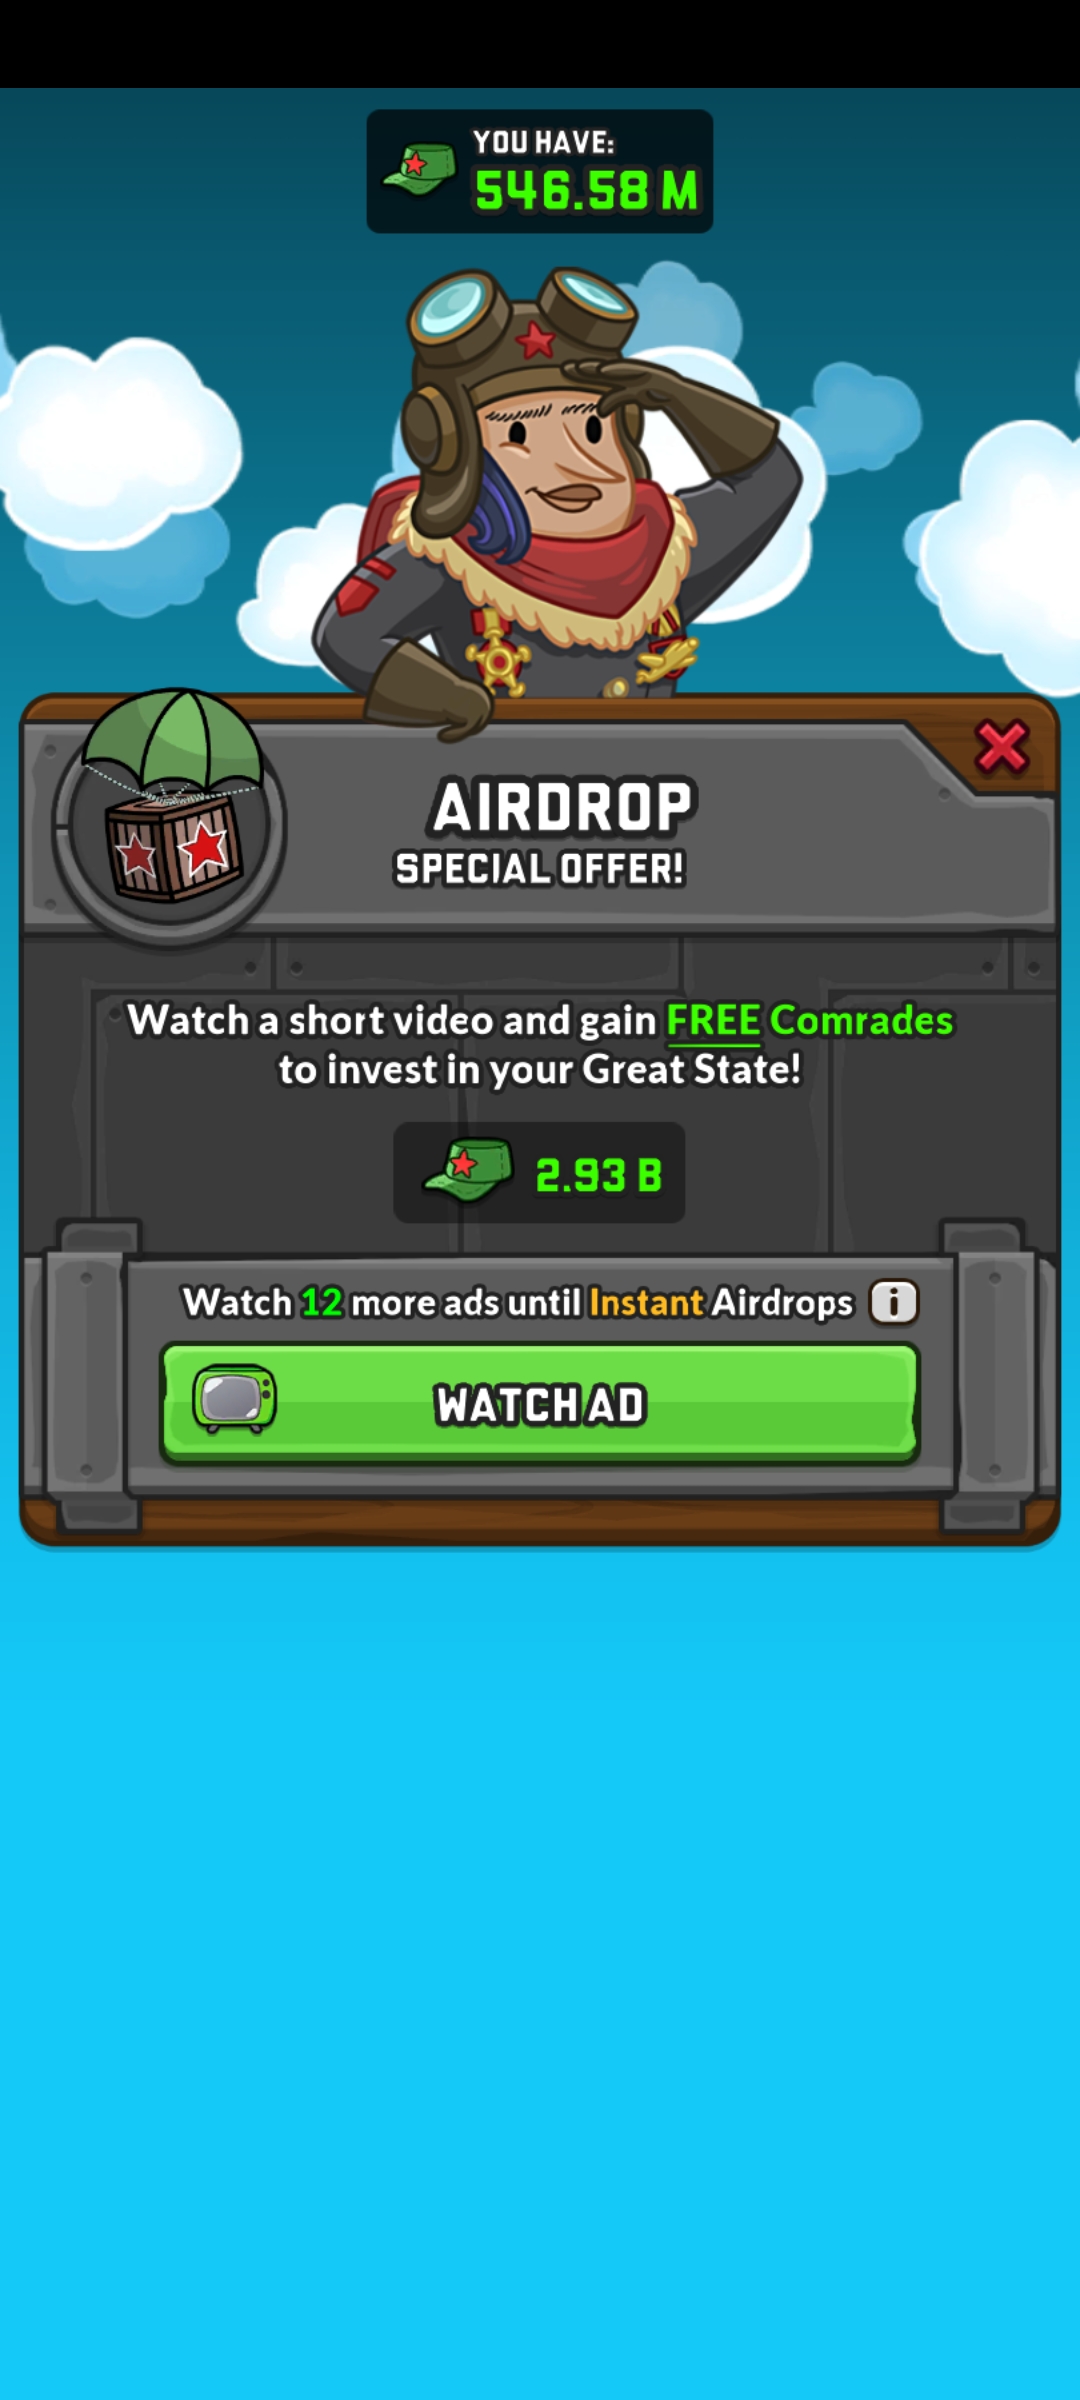 YOU HAVE:
546.58 M
AIRDROP
SPECIAL OFFER!
Watch a short video and gain FREE Comrades
to invest in your Great State!
2.93 B
Watch 12 more ads until Instant Airdrops i
WATCH AD